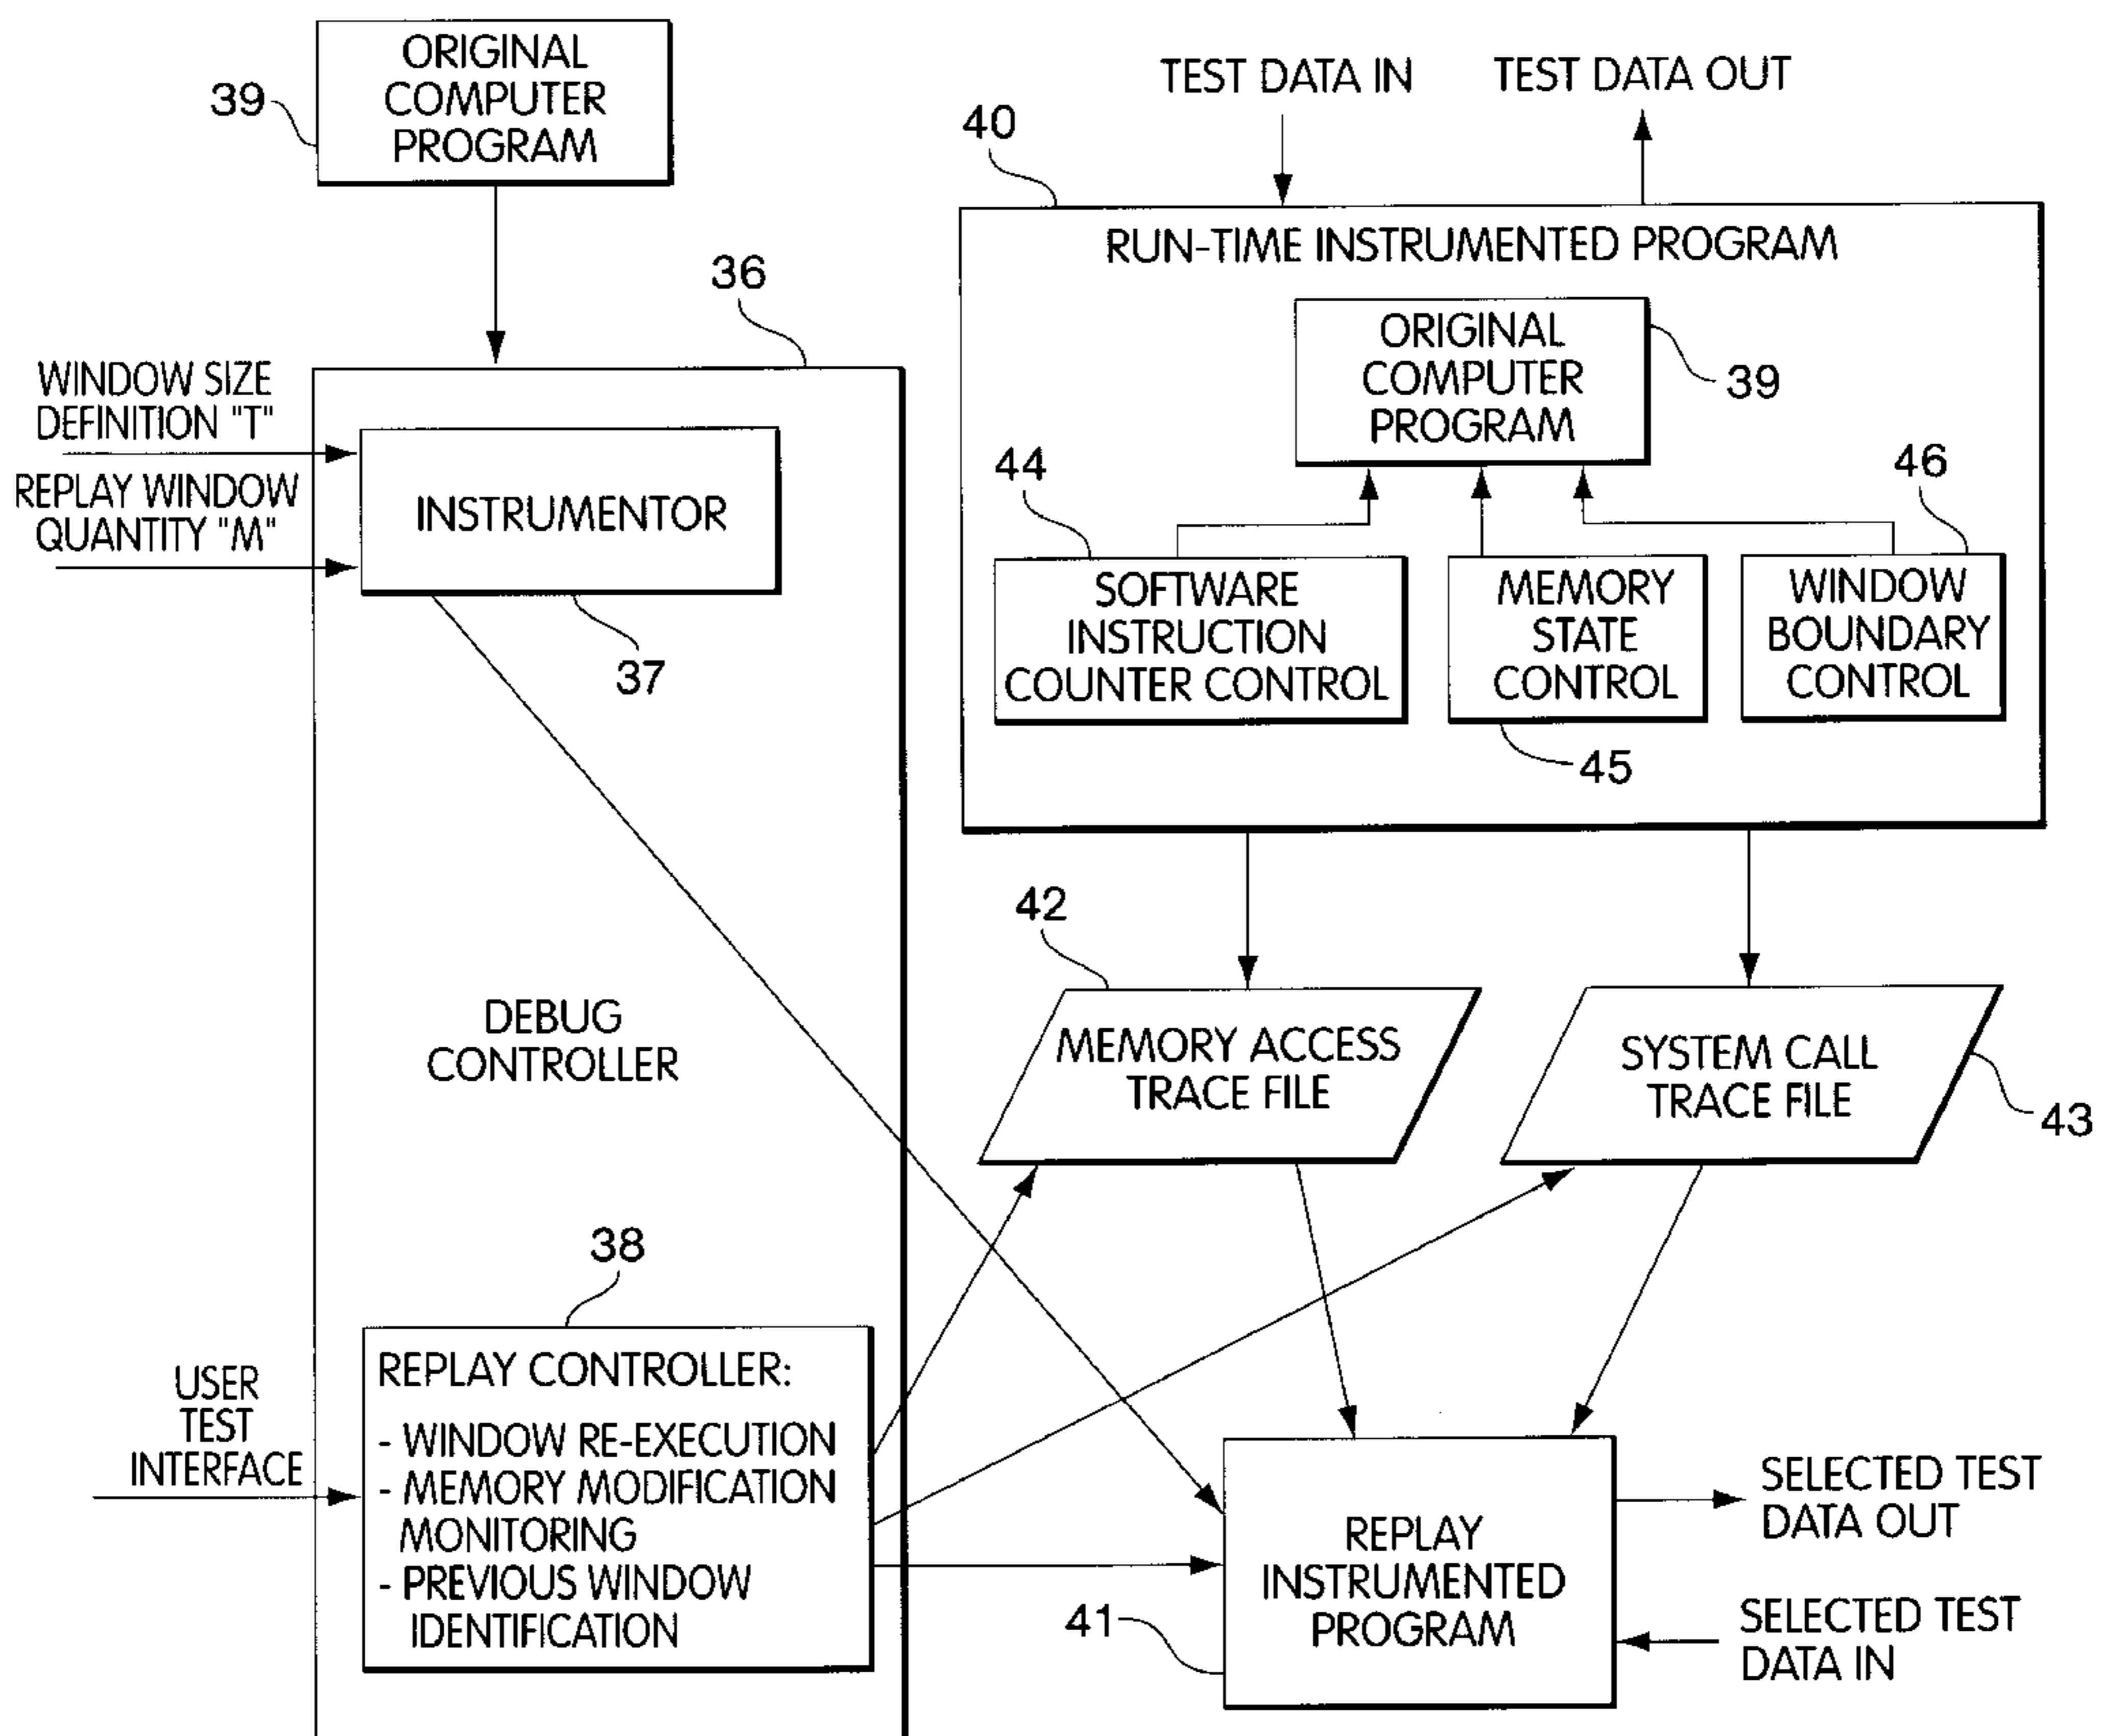 ORIGINAL
COMPUTER
PROGRAM
39
TEST DATA IN
TEST DATA OUT
40
RUN-TIME INSTRUMENTED PROGRAM
36
ORIGINAL
COMPUTER
PROGRAM
39
WINDOW SIZE
DEFINITION "T"
REPLAY WINDOW
QUANTITY "M"
INSTRUMENTOR
37
44
SOFTWARE
INSTRUCTION
COUNTER CONTROL
MEMORY
STATE
CONTROL
45
46
WINDOW
BOUNDARY
CONTROL
DEBUG
CONTROLLER
42
MEMORY ACCESS
TRACE FILE
SYSTEM CALL
TRACE FILE
43
38
USER
TEST
INTERFACE
REPLAY CONTROLLER:
- WINDOW RE-EXECUTION
- MEMORY MODIFICATION
MONITORING
- PREVIOUS WINDOW
IDENTIFICATION
REPLAY
INSTRUMENTED
PROGRAM
41
SELECTED TEST
DATA OUT
SELECTED TEST
DATA IN